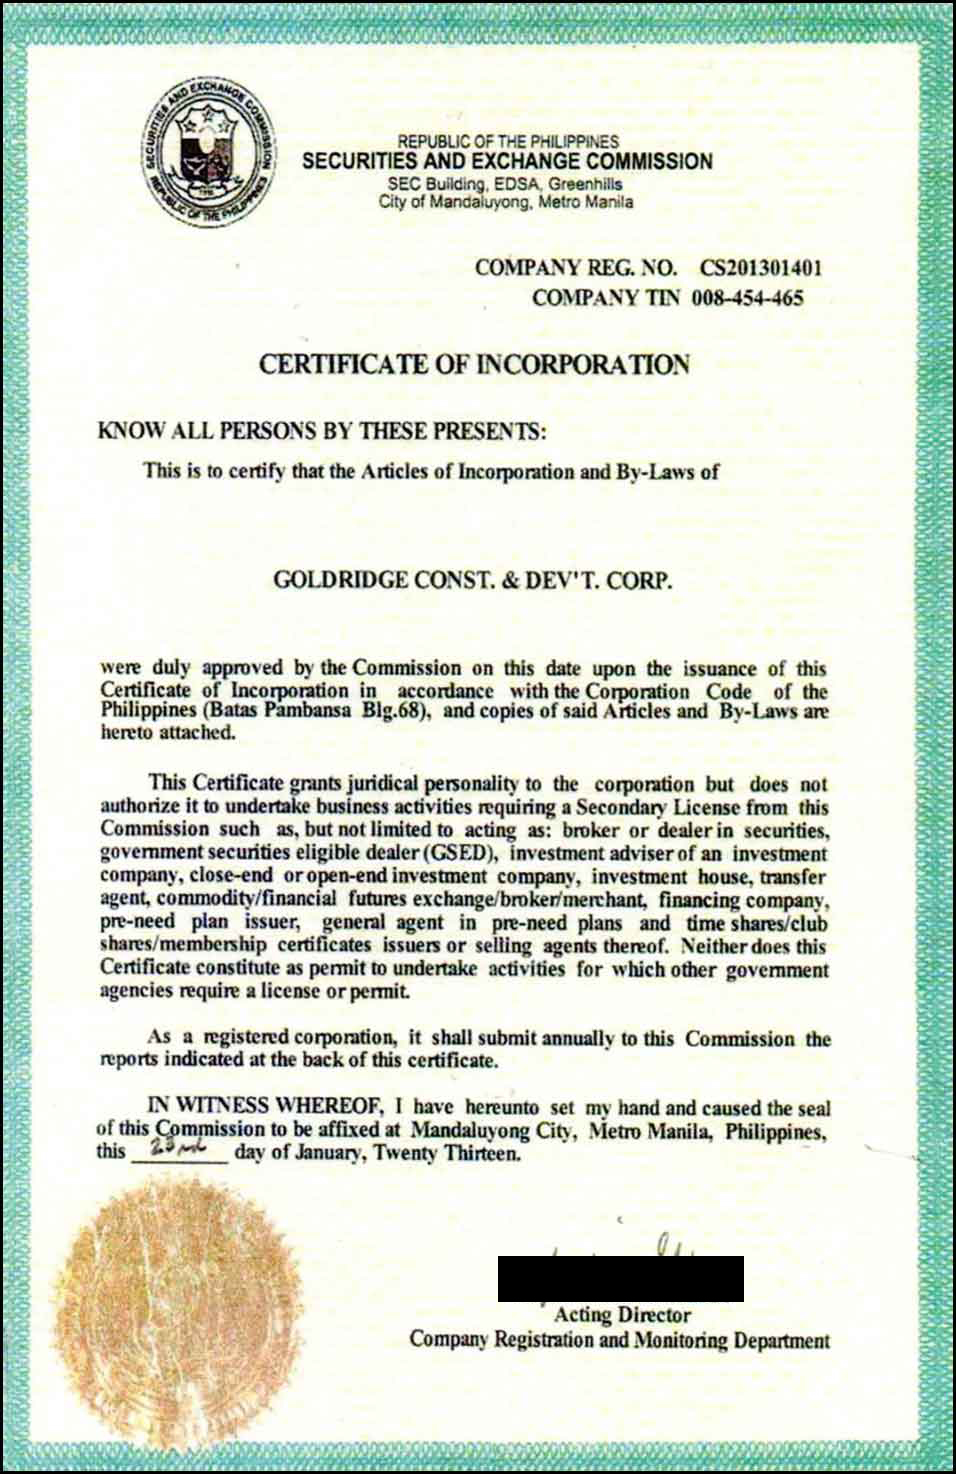 SECURITIES AND EXCHANGE COMMISSION
REPUBLIC OF THE PHILIPPINES
REPUBLIC OF THE PHILIPPINES
SECURITIES AND EXCHANGE COMMISSION
SEC Building, EDSA, Greenhills
City of Mandaluyong, Metro Manila
COMPANY REG. NO. CS201301401
COMPANY TIN 008-454-465
CERTIFICATE OF INCORPORATION
KNOW ALL PERSONS BY THESE PRESENTS:
This is to certify that the Articles of Incorporation and By-Laws of
GOLDRIDGE CONST. & DEV'T. CORP.
were duly approved by the Commission on this date upon the issuance of this
Certificate of Incorporation in accordance with the Corporation Code of the
Philippines (Batas Pambansa Blg.68), and copies of said Articles and By-Laws are
hereto attached.
This Certificate grants juridical personality to the corporation but does not
authorize it to undertake business activities requiring a Secondary License from this
Commission such as, but not limited to acting as: broker or dealer in securities,
government securities eligible dealer (GSED), investment adviser of an investment
company, close-end or open-end investment company, investment house, transfer
agent, commodity/financial futures exchange/broker/merchant, financing company,
pre-need plan issuer, general agent in pre-need plans and time shares/club
shares/membership certificates issuers or selling agents thereof. Neither does this
Certificate constitute as permit to undertake activities for which other government
agencies require a license or permit.
As a registered corporation, it shall submit annually to this Commission the
reports indicated at the back of this certificate.
IN WITNESS WHEREOF, I have hereunto set my hand and caused the seal
of this Commission to be affixed at Mandaluyong City, Metro Manila, Philippines,
this 23rd day of January, Twenty Thirteen.
Acting Director
Company Registration and Monitoring Department